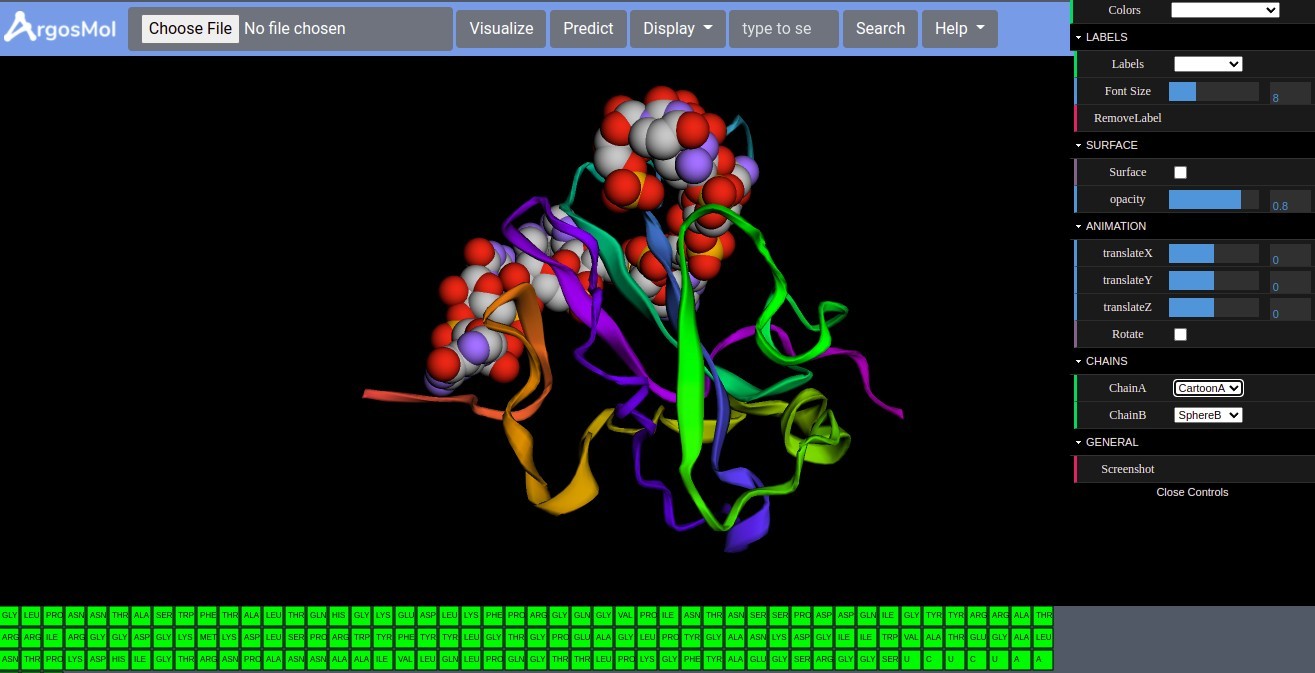 ArgosMol Choose File No file chosen Visualize Predict Display type to se Search Help
Colors
LABELS
Labels
Font Size 8
RemoveLabel
SURFACE
Surface
opacity 0.8
ANIMATION
translateX 0
translateY 0
translateZ 0
Rotate
CHAINS
ChainA CartoonA
ChainB SphereB
GENERAL
Screenshot
Close Controls
GLY LEU PRO ASN ASN THR ALA SER TRP PHE THR ALA LEU THR GLN HIS GLY LYS GLU ASP LEU LYS PHE PRO ARG GLY GLN GLY VAL PRO ILE ASN THR ASN SER SER PRO ASP ASP GLN ILE GLY TYR TYR ARG ARG ALA THR
ARG ARG ILE ARG GLY GLY ASP GLY LYS MET LYS ASP LEU SER PRO ARG TRP TYR PHE TYR TYR LEU GLY THR GLY PRO GLU ALA GLY LEU PRO TYR GLY ALA ASN LYS ASP GLY ILE ILE TRP VAL ALA THR GLU GLY ALA LEU
ASN THR PRO LYS ASP HIS ILE GLY THR ARG ASN PRO ALA ASN ASN ALA ALA ILE VAL LEU GLN LEU PRO GLN GLY THR THR LEU PRO LYS GLY PHE TYR ALA GLU GLY SER ARG GLY GLY SER U C U C U A A